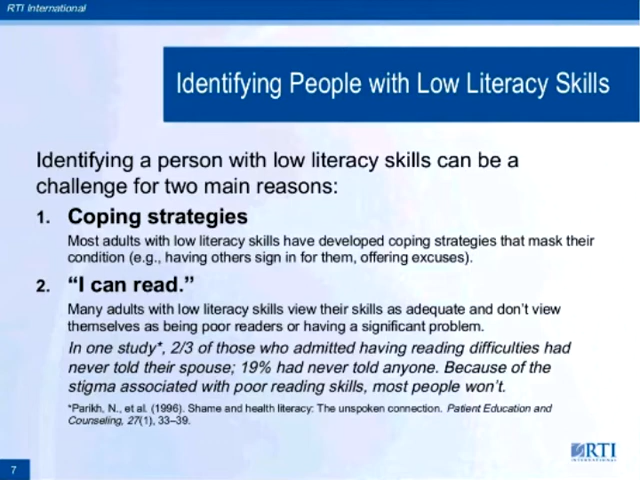 RTI International
Identifying People with Low Literacy Skills
Identifying a person with low literacy skills can be a
challenge for two main reasons:
1. Coping strategies
Most adults with low literacy skills have developed coping strategies that mask their
condition (e.g., having others sign in for them, offering excuses).
2. “I can read.”
Many adults with low literacy skills view their skills as adequate and don’t view
themselves as being poor readers or having a significant problem.
In one study*, 2/3 of those who admitted having reading difficulties had
never told their spouse; 19% had never told anyone. Because of the
stigma associated with poor reading skills, most people won’t.
*Parikh, N., et al. (1996). Shame and health literacy: The unspoken connection. Patient Education and
Counseling, 27(1), 33–39.
7
RTI
INTERNATIONAL